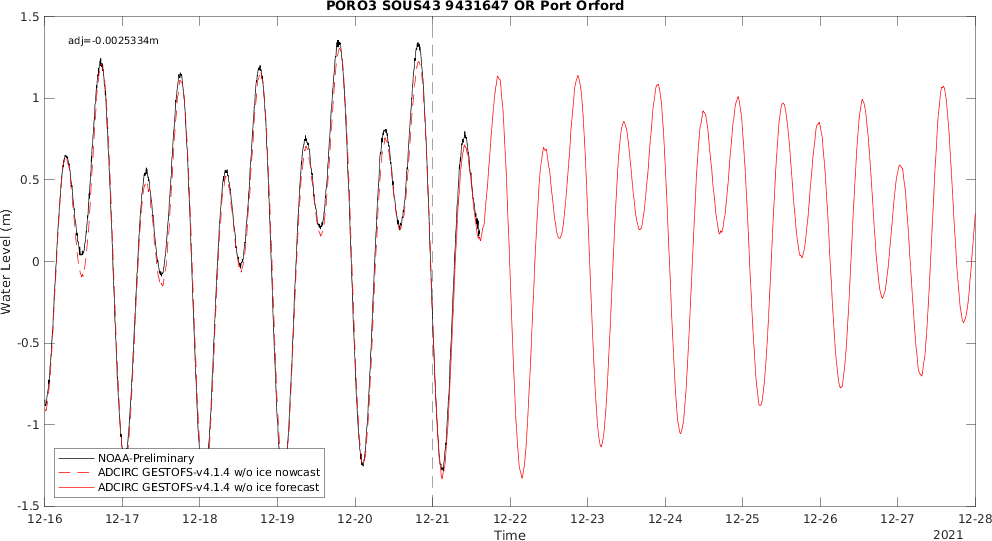 PORO3 SOUS43 9431647 OR Port Orford
adj=-0.0025334m
1.5
1
0.5
0
-0.5
-1
-1.5
Water Level (m)
NOAA-Preliminary
ADCIRC GESTOFS-v4.1.4 w/o ice nowcast
ADCIRC GESTOFS-v4.1.4 w/o ice forecast
12-16 12-17 12-18 12-19 12-20 12-21 12-22 12-23 12-24 12-25 12-26 12-27 12-28
Time
2021